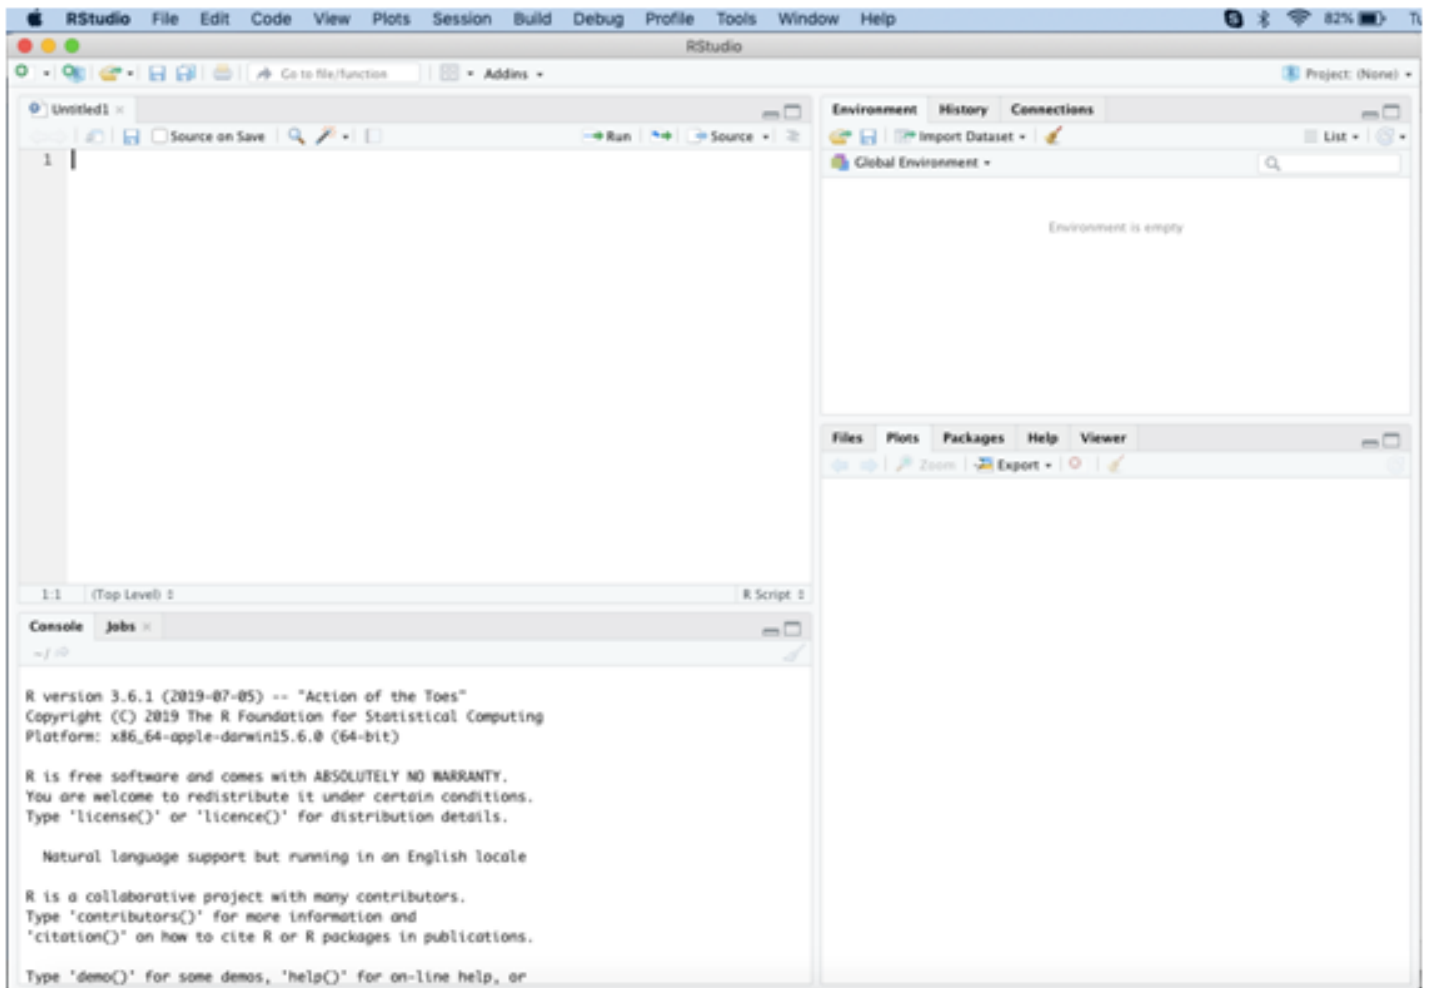 RStudio File Edit Code View Plots Session Build Debug Profile Tools Window Help 82%
RStudio
Go to file/function Addins Project: (None)
Untitled1
Source on Save Run Source
1
1:1 (Top Level) R Script
Console Jobs
~/
R version 3.6.1 (2019-07-05) -- "Action of the Toes"
Copyright (C) 2019 The R Foundation for Statistical Computing
Platform: x86_64-apple-darwin15.6.0 (64-bit)
R is free software and comes with ABSOLUTELY NO WARRANTY.
You are welcome to redistribute it under certain conditions.
Type 'license()' or 'licence()' for distribution details.
Natural language support but running in an English locale
R is a collaborative project with many contributors.
Type 'contributors()' for more information and
'citation()' on how to cite R or R packages in publications.
Type 'demo()' for some demos, 'help()' for on-line help, or
Environment History Connections
Import Dataset List
Global Environment
Environment is empty
Files Plots Packages Help Viewer
Zoom Export